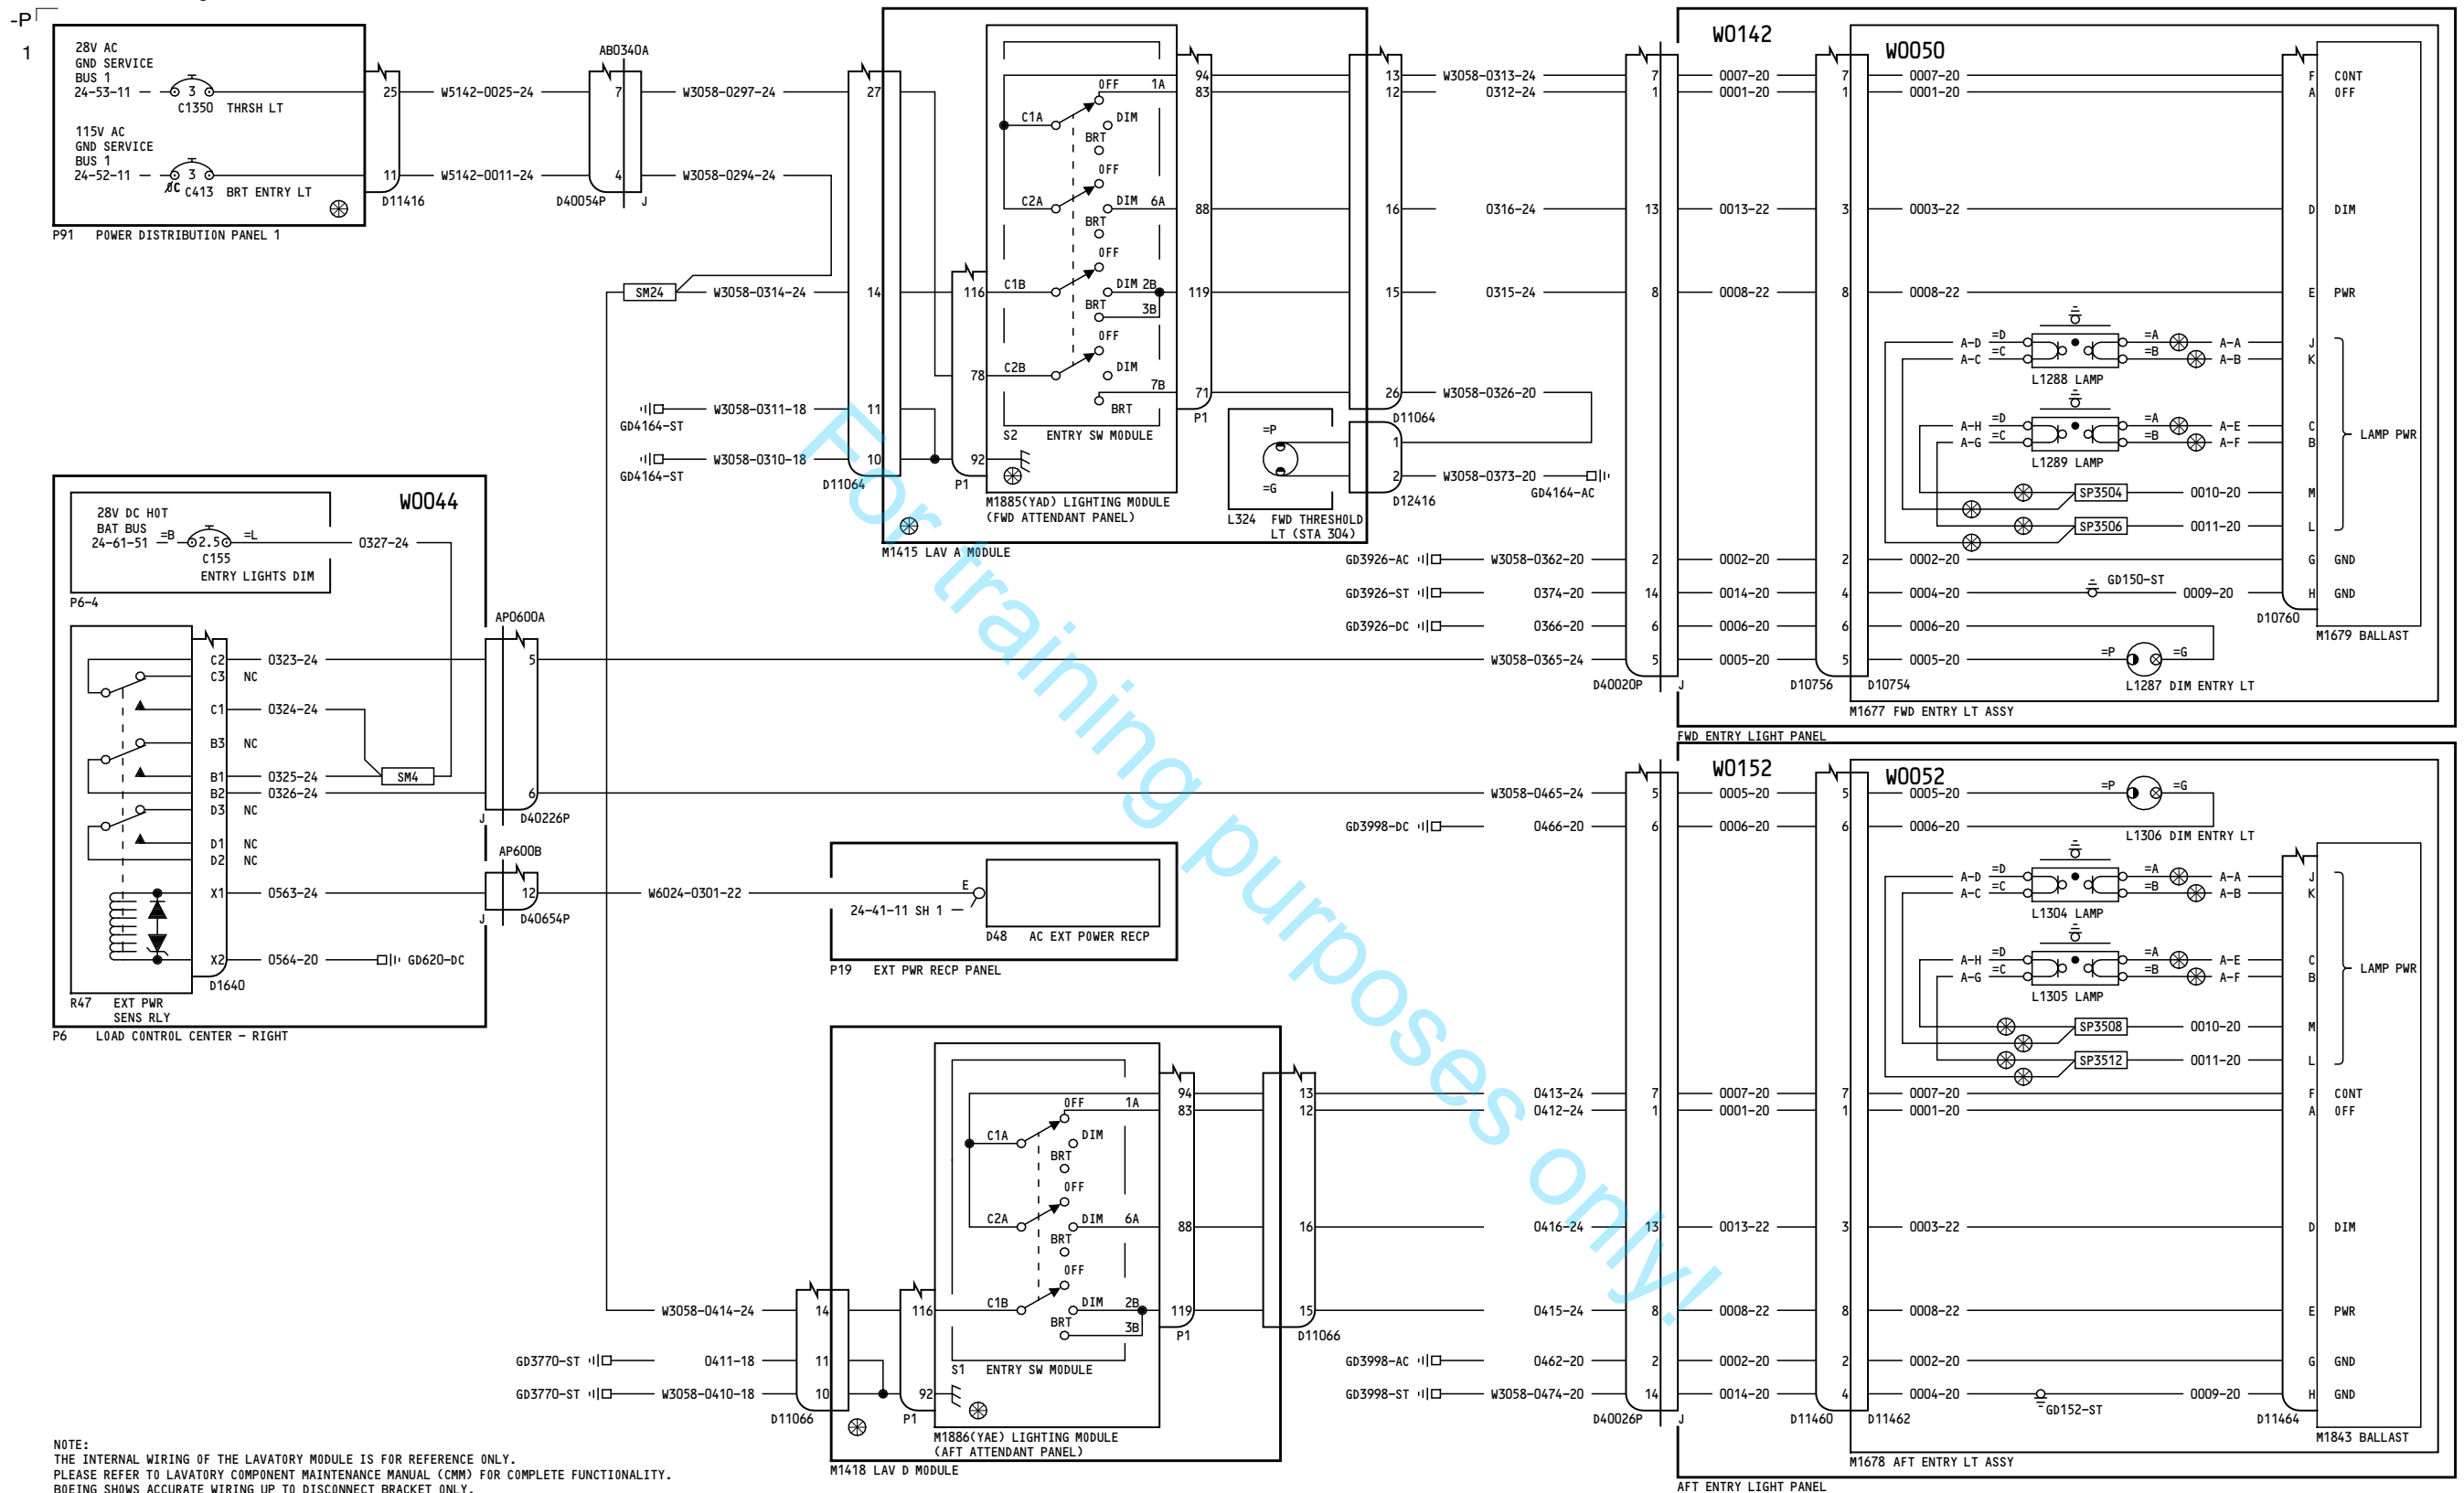 -P
1
28V AC
GND SERVICE
BUS 1
24-53-11
3
C1350 THRSH LT
115V AC
GND SERVICE
BUS 1
24-52-11
3
ØC C413 BRT ENTRY LT
P91 POWER DISTRIBUTION PANEL 1
25
11
D11416
W5142-0025-24
W5142-0011-24
AB0340A
7
4
D40054P J
W3058-0297-24
W3058-0294-24
SM24
W3058-0314-24
GD4164-ST
W3058-0311-18
GD4164-ST
W3058-0310-18
27
14
11
10
D11064
116
78
92
P1
OFF 1A
C1A
DIM
BRT
OFF
C2A
DIM 6A
BRT
OFF
C1B
DIM 2B
BRT
3B
OFF
C2B
DIM
7B
BRT
S2 ENTRY SW MODULE
M1885(YAD) LIGHTING MODULE
(FWD ATTENDANT PANEL)
94
83
88
119
71
P1
13
12
16
15
26
D11064
=P
=G
L324 FWD THRESHOLD
LT (STA 304)
1
2
D12416
M1415 LAV A MODULE
W3058-0313-24
0312-24
0316-24
0315-24
W3058-0326-20
W3058-0373-20
GD4164-AC
GD3926-AC
W3058-0362-20
GD3926-ST
0374-20
GD3926-DC
0366-20
W3058-0365-24
7
1
13
8
2
14
6
5
D40020P J
W0142
0007-20
0001-20
0013-22
0008-22
0002-20
0014-20
0006-20
0005-20
7
1
3
8
2
4
6
5
D10756
D10754
W0050
0007-20
0001-20
0003-22
0008-22
A-D =D
A-C =C
=A A-A
=B A-B
L1288 LAMP
A-H =D
A-G =C
=A A-E
=B A-F
L1289 LAMP
SP3504 0010-20
SP3506 0011-20
0002-20
0004-20
GD150-ST
0009-20
0006-20
0005-20
=P
=G
L1287 DIM ENTRY LT
F CONT
A OFF
D DIM
E PWR
J
K
C
B
LAMP PWR
M
L
G GND
H GND
D10760
M1679 BALLAST
M1677 FWD ENTRY LT ASSY
FWD ENTRY LIGHT PANEL
W0044
28V DC HOT
BAT BUS
24-61-51
=B 2.5 =L
C155
ENTRY LIGHTS DIM
0327-24
P6-4
C2 0323-24
C3 NC
C1 0324-24
B3 NC
B1 0325-24
SM4
B2 0326-24
D3 NC
D1 NC
D2 NC
X1 0563-24
X2 0564-20
GD620-DC
D1640
R47 EXT PWR
SENS RLY
P6 LOAD CONTROL CENTER - RIGHT
AP0600A
5
6
J D40226P
AP600B
12
J D40654P
W6024-0301-22
E
24-41-11 SH 1
D48 AC EXT POWER RECP
P19 EXT PWR RECP PANEL
W3058-0414-24
GD3770-ST
0411-18
GD3770-ST
W3058-0410-18
14
11
10
D11066
116
92
P1
OFF 1A
C1A
DIM
BRT
OFF
C2A
DIM 6A
BRT
OFF
C1B
DIM 2B
BRT
3B
S1 ENTRY SW MODULE
M1886(YAE) LIGHTING MODULE
(AFT ATTENDANT PANEL)
M1418 LAV D MODULE
94
83
88
119
P1
13
12
16
15
D11066
W3058-0465-24
GD3998-DC
0466-20
0413-24
0412-24
0416-24
0415-24
GD3998-AC
0462-20
GD3998-ST
W3058-0474-20
5
6
7
1
13
8
2
14
D40026P J
W0152
0005-20
0006-20
0007-20
0001-20
0013-22
0008-22
0002-20
0014-20
5
6
7
1
3
8
2
4
D11460
D11462
W0052
0005-20
0006-20
=P
=G
L1306 DIM ENTRY LT
A-D =D
A-C =C
=A A-A
=B A-B
L1304 LAMP
A-H =D
A-G =C
=A A-E
=B A-F
L1305 LAMP
SP3508 0010-20
SP3512 0011-20
0007-20
0001-20
0003-22
0008-22
0002-20
0004-20
GD152-ST
0009-20
J
K
C
B
LAMP PWR
M
L
F CONT
A OFF
D DIM
E PWR
G GND
H GND
D11464
M1843 BALLAST
M1678 AFT ENTRY LT ASSY
AFT ENTRY LIGHT PANEL
For training purposes only!
NOTE:
THE INTERNAL WIRING OF THE LAVATORY MODULE IS FOR REFERENCE ONLY.
PLEASE REFER TO LAVATORY COMPONENT MAINTENANCE MANUAL (CMM) FOR COMPLETE FUNCTIONALITY.
BOEING SHOWS ACCURATE WIRING UP TO DISCONNECT BRACKET ONLY.